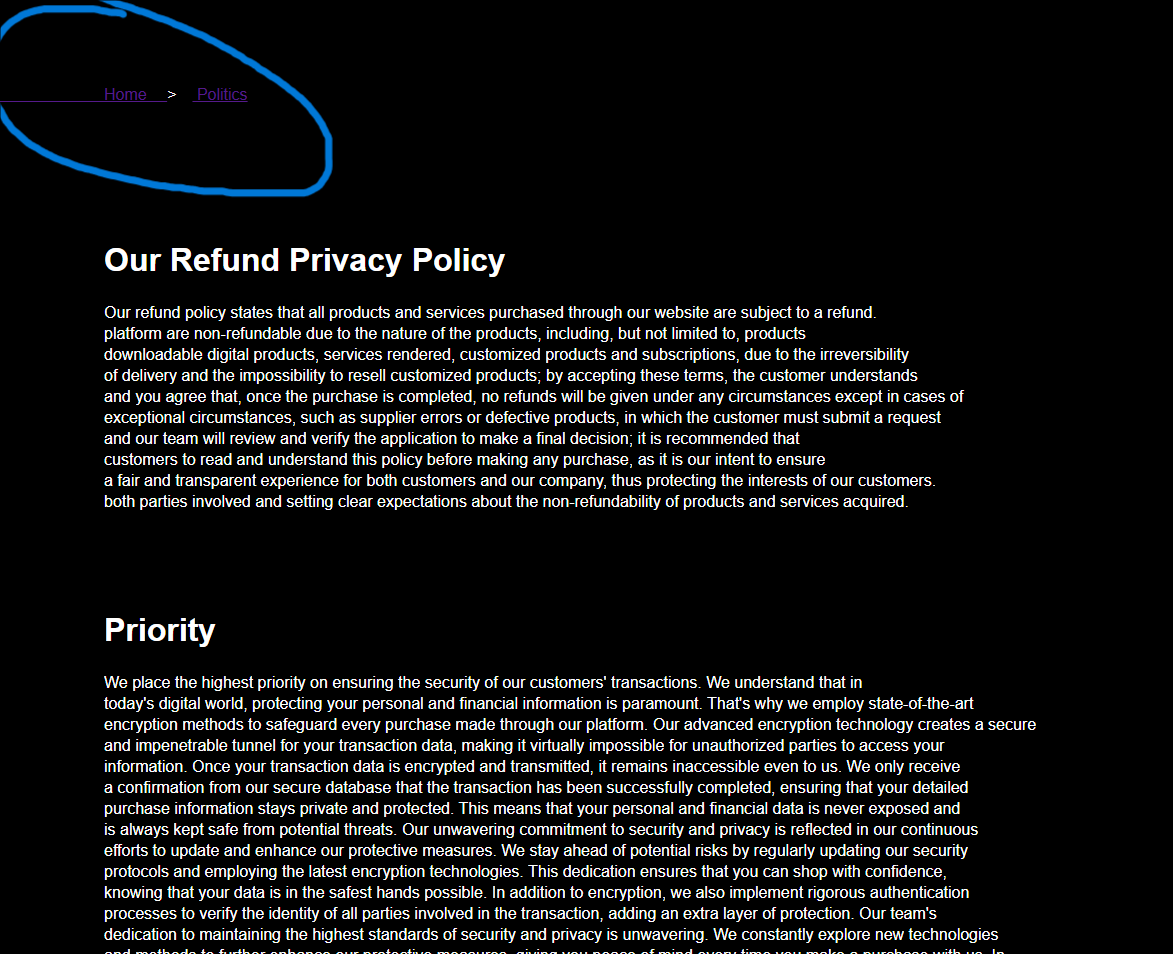 Home > Politics
Our Refund Privacy Policy
Our refund policy states that all products and services purchased through our website are subject to a refund.
platform are non-refundable due to the nature of the products, including, but not limited to, products
downloadable digital products, services rendered, customized products and subscriptions, due to the irreversibility
of delivery and the impossibility to resell customized products; by accepting these terms, the customer understands
and you agree that, once the purchase is completed, no refunds will be given under any circumstances except in cases of
exceptional circumstances, such as supplier errors or defective products, in which the customer must submit a request
and our team will review and verify the application to make a final decision; it is recommended that
customers to read and understand this policy before making any purchase, as it is our intent to ensure
a fair and transparent experience for both customers and our company, thus protecting the interests of our customers.
both parties involved and setting clear expectations about the non-refundability of products and services acquired.
Priority
We place the highest priority on ensuring the security of our customers' transactions. We understand that in
today's digital world, protecting your personal and financial information is paramount. That's why we employ state-of-the-art
encryption methods to safeguard every purchase made through our platform. Our advanced encryption technology creates a secure
and impenetrable tunnel for your transaction data, making it virtually impossible for unauthorized parties to access your
information. Once your transaction data is encrypted and transmitted, it remains inaccessible even to us. We only receive
a confirmation from our secure database that the transaction has been successfully completed, ensuring that your detailed
purchase information stays private and protected. This means that your personal and financial data is never exposed and
is always kept safe from potential threats. Our unwavering commitment to security and privacy is reflected in our continuous
efforts to update and enhance our protective measures. We stay ahead of potential risks by regularly updating our security
protocols and employing the latest encryption technologies. This dedication ensures that you can shop with confidence,
knowing that your data is in the safest hands possible. In addition to encryption, we also implement rigorous authentication
processes to verify the identity of all parties involved in the transaction, adding an extra layer of protection. Our team's
dedication to maintaining the highest standards of security and privacy is unwavering. We constantly explore new technologies
and methods to further enhance our protective measures, giving you peace of mind every time you make a purchase with us. In